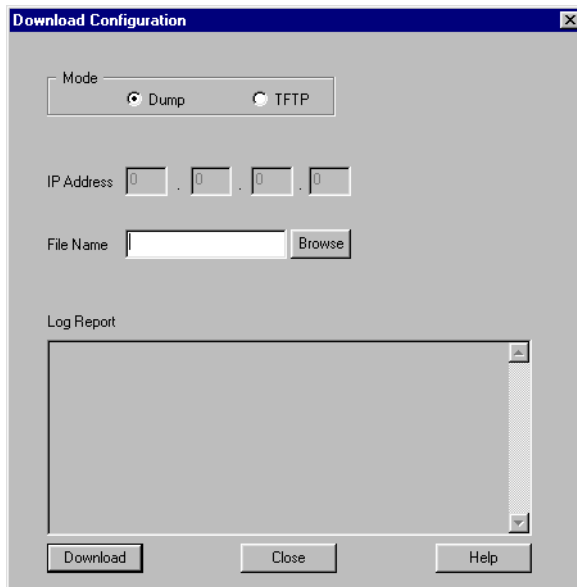 Download Configuration
Mode
Dump TFTP
IP Address 0 . 0 . 0 . 0
File Name Browse
Log Report
Download Close Help